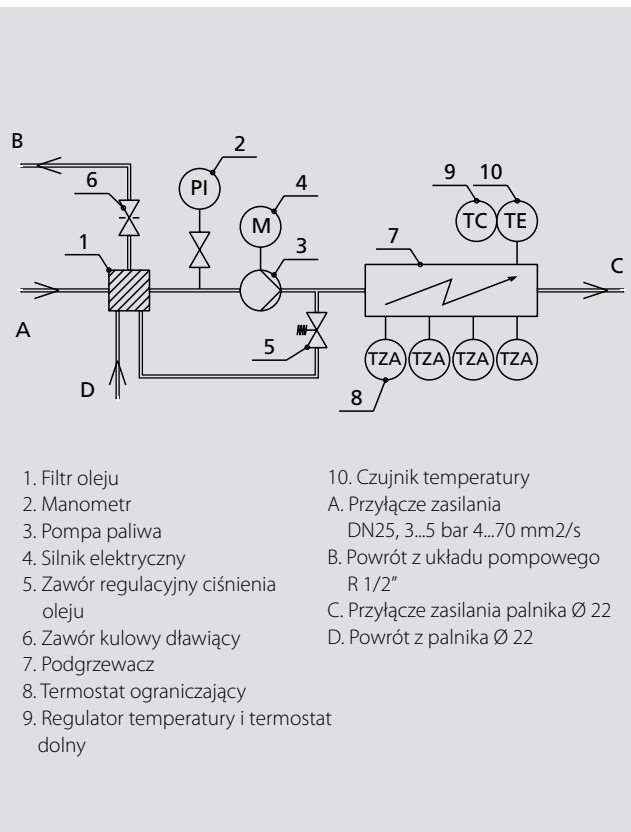 B
2
6
PI
4
9
10
1
M
TC
TE
3
7
C
A
5
D
TZA
TZA
TZA
TZA
8
1. Filtr oleju
2. Manometr
3. Pompa paliwa
4. Silnik elektryczny
5. Zawór regulacyjny ciśnienia
oleju
6. Zawór kulowy dławiący
7. Podgrzewacz
8. Termostat ograniczający
9. Regulator temperatury i termostat
dolny
10. Czujnik temperatury
A. Przyłącze zasilania
DN25, 3...5 bar 4...70 mm2/s
B. Powrót z układu pompowego
R 1/2”
C. Przyłącze zasilania palnika Ø 22
D. Powrót z palnika Ø 22